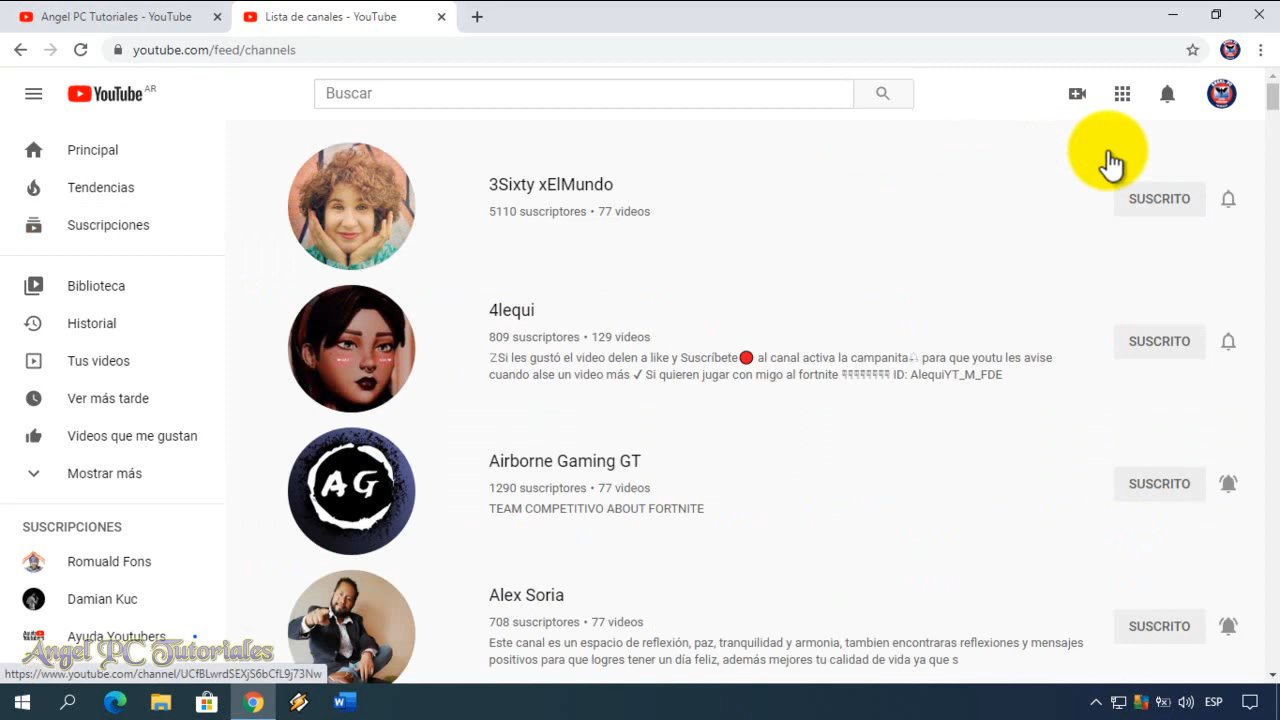 Angel PC Tutoriales - YouTube
Lista de canales - YouTube
youtube.com/feed/channels
YouTube AR
Buscar
Principal
Tendencias
Suscripciones
Biblioteca
Historial
Tus videos
Ver más tarde
Videos que me gustan
Mostrar más
SUSCRIPCIONES
Romuald Fons
Damian Kuc
Ayuda Youtubers
3Sixty xElMundo
5110 suscriptores • 77 videos
SUSCRITO
4lequi
809 suscriptores • 129 videos
Si les gustó el video delen a like y Suscríbete🔴 al canal activa la campanita para que youtu les avise
cuando alse un video más ✓ Si quieren jugar con migo al fortnite ☟☟☟☟☟☟☟☟ ID: AlequiYT_M_FDE
SUSCRITO
AG
Airborne Gaming GT
1290 suscriptores • 77 videos
TEAM COMPETITIVO ABOUT FORTNITE
SUSCRITO
Alex Soria
708 suscriptores • 77 videos
Este canal es un espacio de reflexión, paz, tranquilidad y armonia, tambien encontraras reflexiones y mensajes
positivos para que logres tener un día feliz, además mejores tu calidad de vida ya que s
SUSCRITO
Angel PC Tutoriales
https://www.youtube.com/channel/UCfBLwrdSEXjS6bCfL9j73Nw
ESP